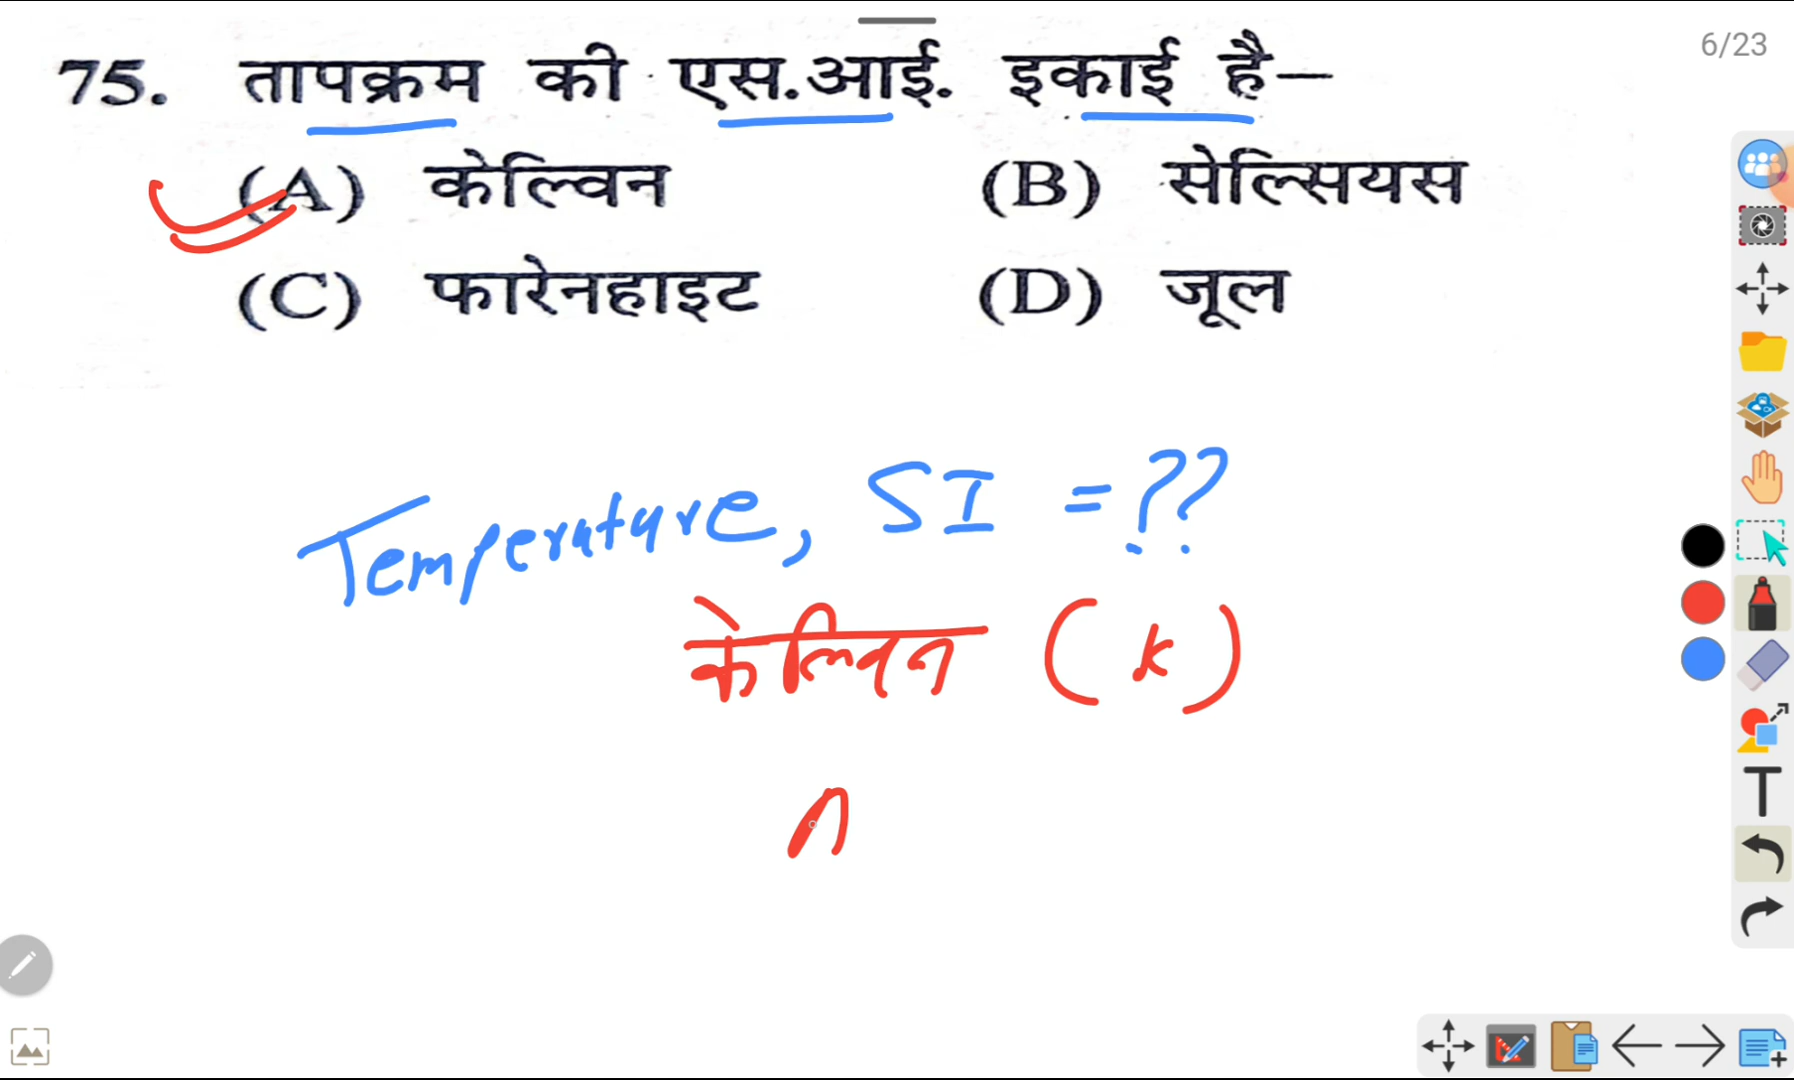 6/23
75. तापक्रम की एस.आई. इकाई है—
(A) केल्विन (B) सेल्सियस
(C) फारेनहाइट (D) जूल
Temperature, SI = ??
केल्विन (k)